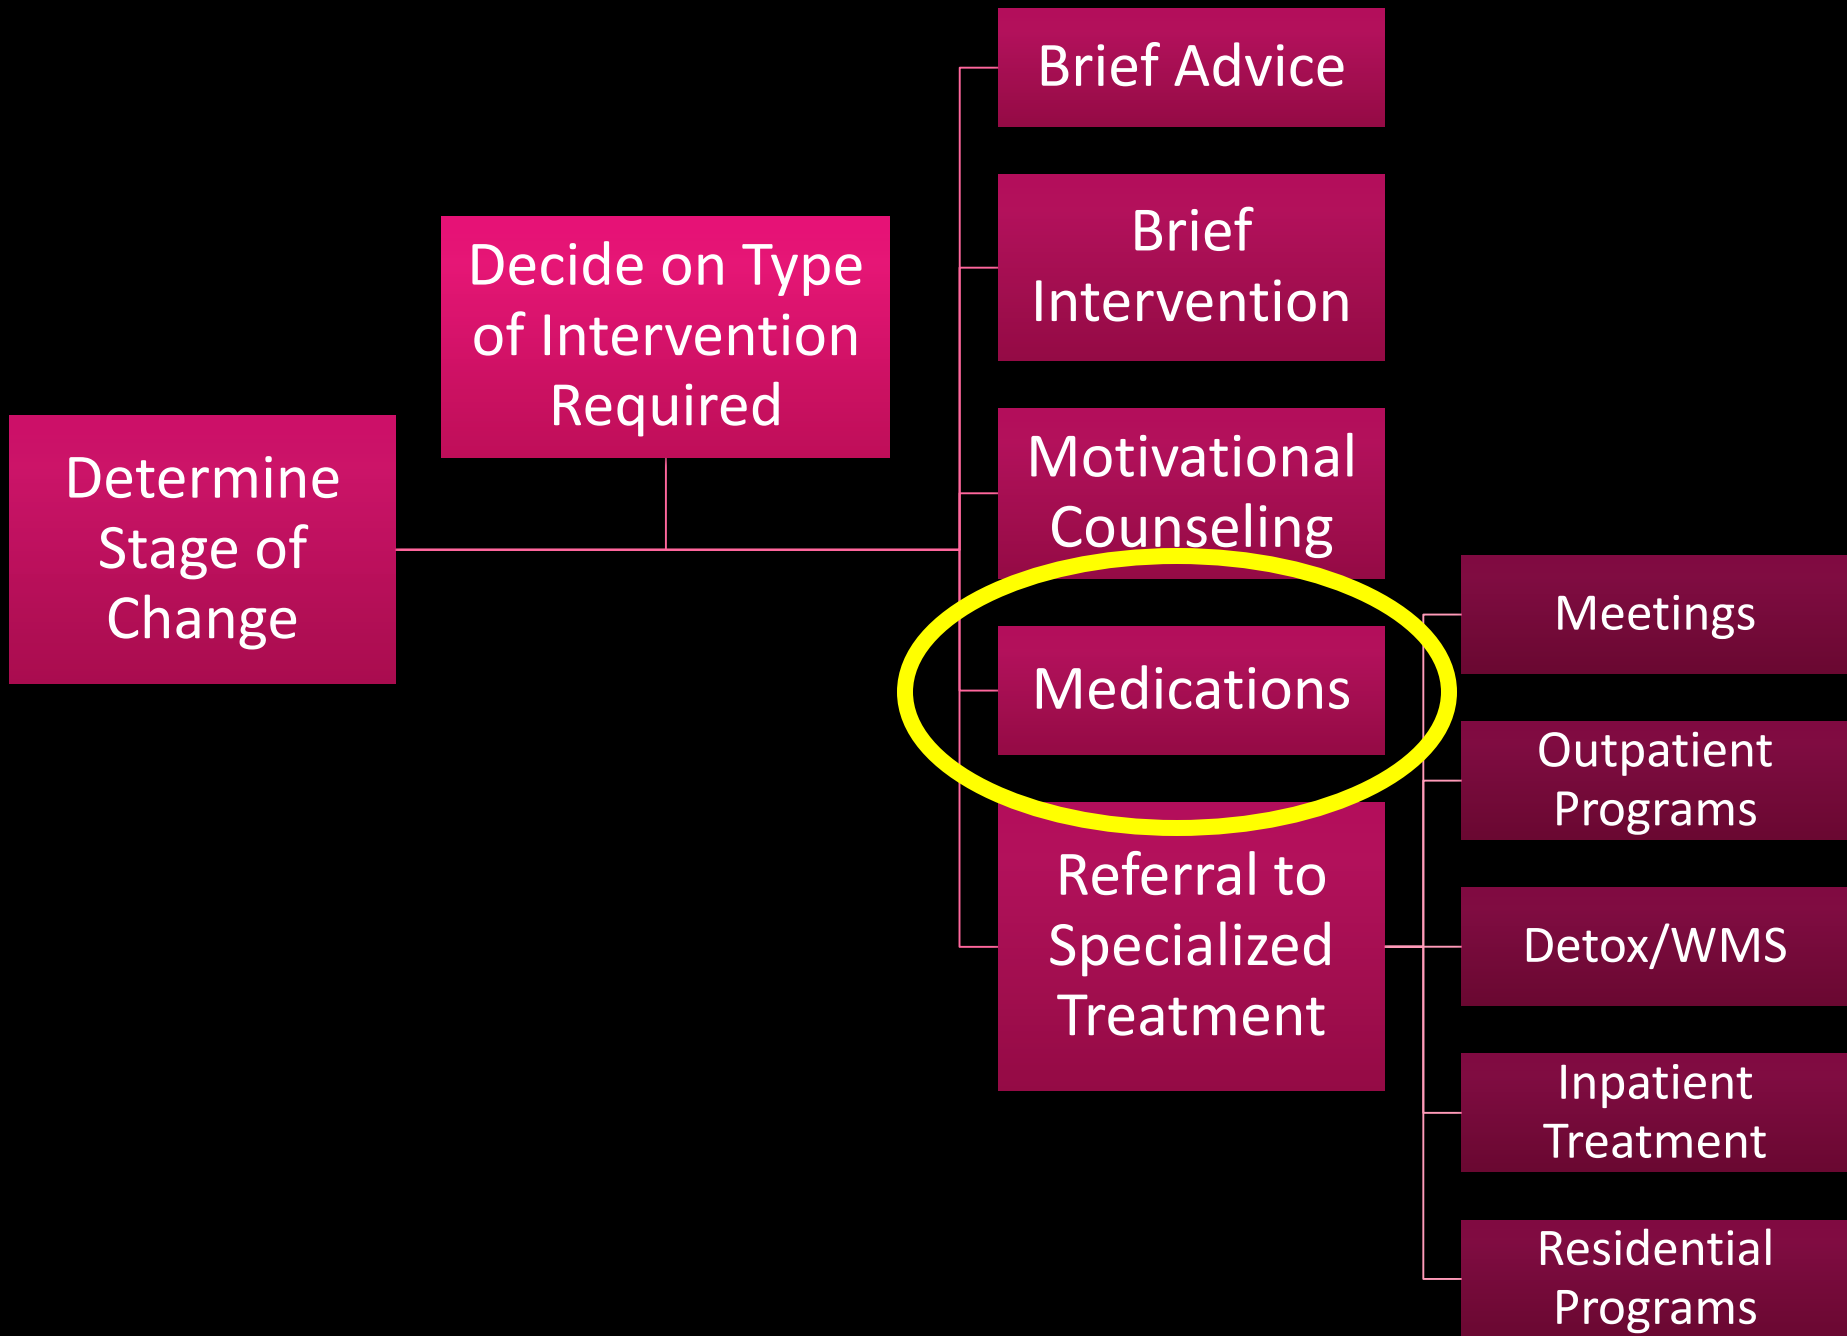 Determine
Stage of
Change
Decide on Type
of Intervention
Required
Brief Advice
Brief
Intervention
Motivational
Counseling
Medications
Referral to
Specialized
Treatment
Meetings
Outpatient
Programs
Detox/WMS
Inpatient
Treatment
Residential
Programs